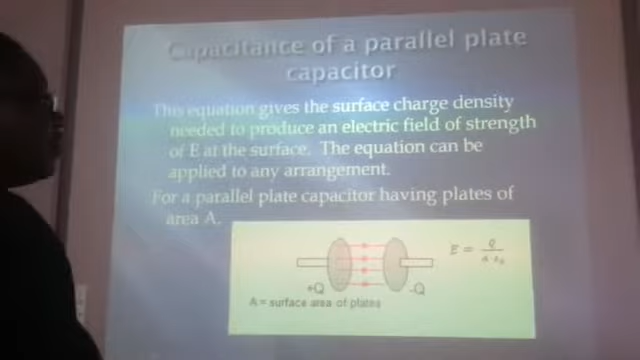 Capacitance of a parallel plate
capacitor
This equation gives the surface charge density
needed to produce an electric field of strength
of E at the surface. The equation can be
applied to any arrangement.
For a parallel plate capacitor having plates of
area A.
E = Q
+Q -Q
A = surface area of plates